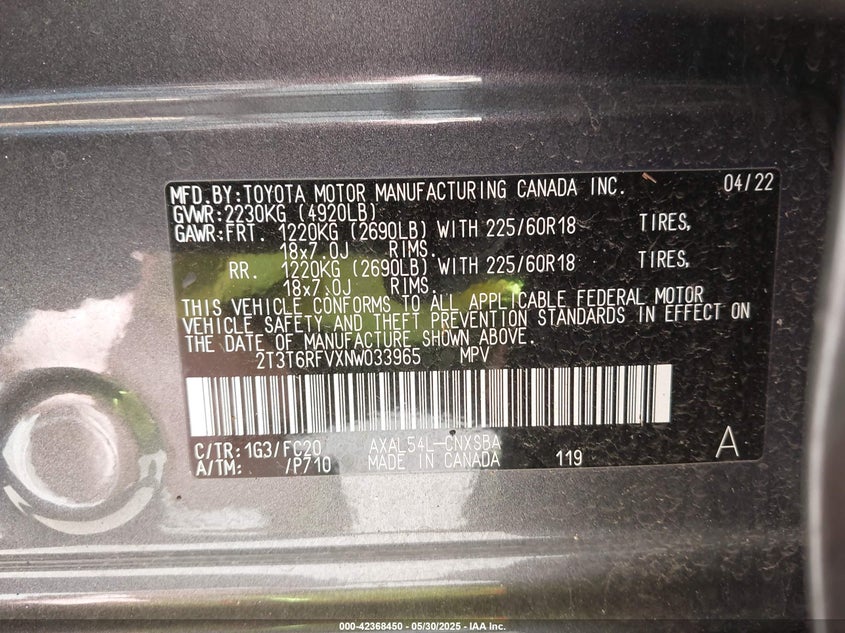 MFD.BY:TOYOTA MOTOR MANUFACTURING CANADA INC. 04/22
GVWR:2230KG (4920LB)
GAWR:FRT. 1220KG (2690LB) WITH 225/60R18 TIRES,
18x7.0J RIMS.
RR. 1220KG (2690LB) WITH 225/60R18 TIRES,
18x7.0J RIMS.
THIS VEHICLE CONFORMS TO ALL APPLICABLE FEDERAL MOTOR
VEHICLE SAFETY AND THEFT PREVENTION STANDARDS IN EFFECT ON
THE DATE OF MANUFACTURE SHOWN ABOVE.
2T3T6RFVXNW033965 MPV
C/TR:1G3/FC20 AXAL54L-CNXSBA
A/TM: /P710 MADE IN CANADA 119 A
000-42368450 - 05/30/2025 - IAA Inc.